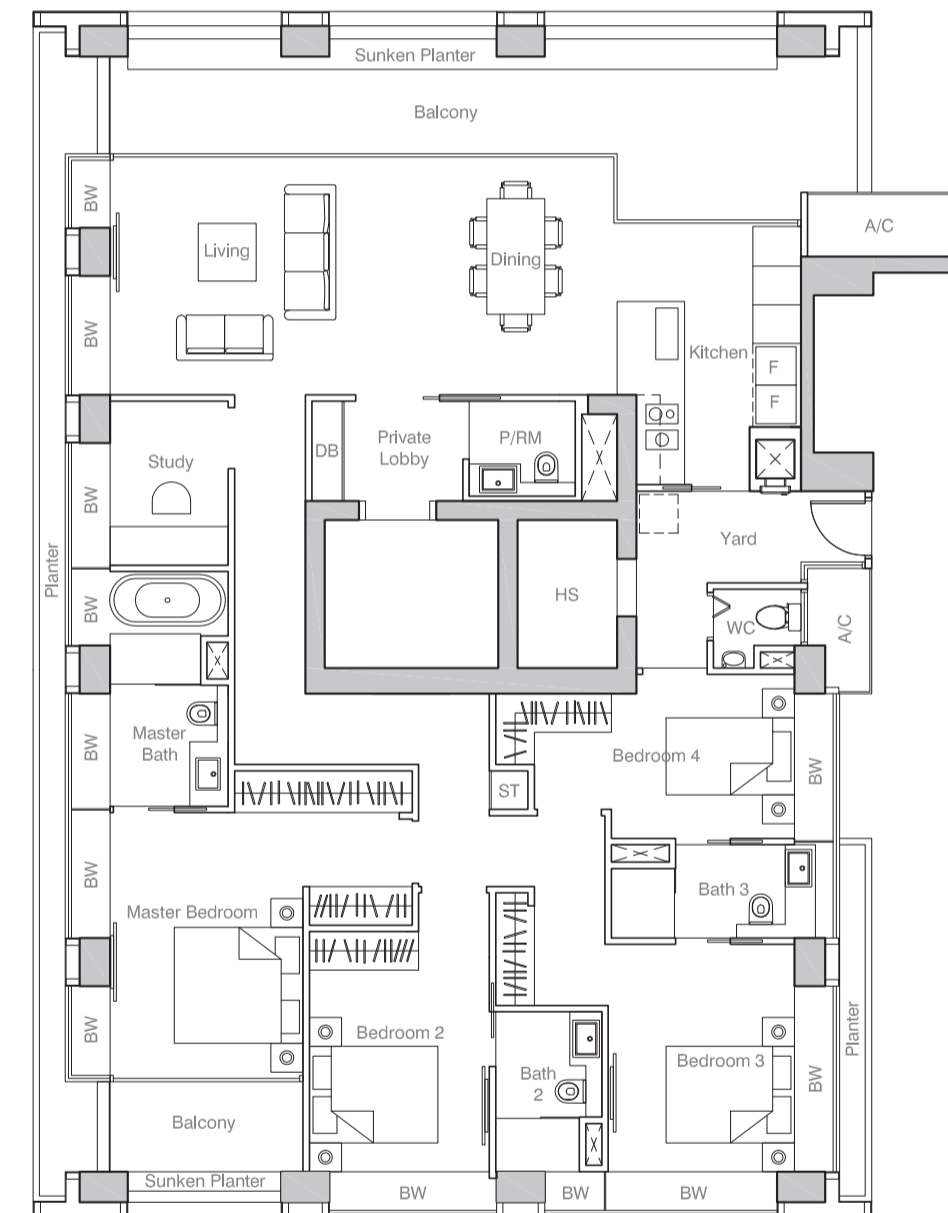 Sunken Planter
Balcony
BW
A/C
Living
Dining
BW
Kitchen
F
F
Study
DB
Private
Lobby
P/RM
BW
Planter
Yard
HS
BW
WC
A/C
Master
Bath
BW
Bedroom 4
BW
ST
BW
Bath 3
Master Bedroom
BW
Bedroom 2
Planter
Bedroom 3
BW
Bath
2
Balcony
Sunken Planter
BW
BW
BW